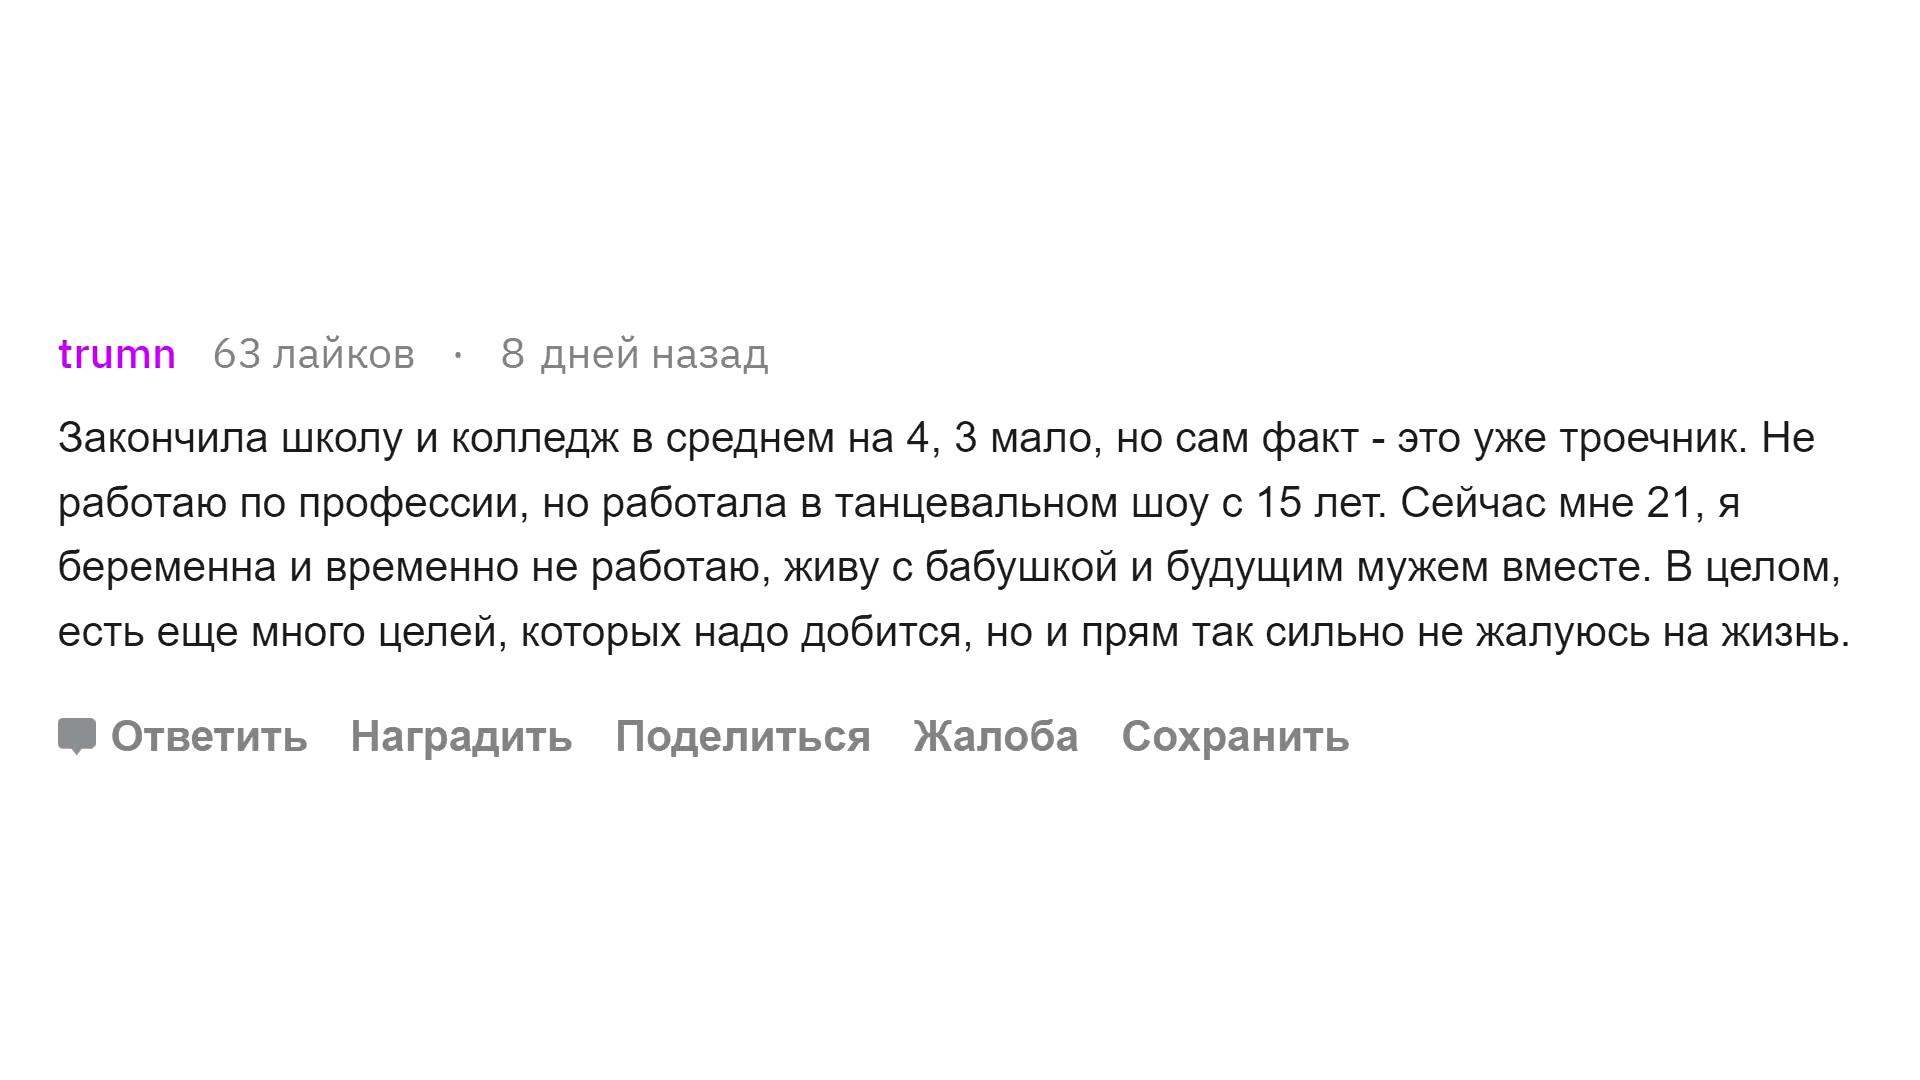 trumn 63 лайков · 8 дней назад
Закончила школу и колледж в среднем на 4, 3 мало, но сам факт - это уже троечник. Не
работаю по профессии, но работала в танцевальном шоу с 15 лет. Сейчас мне 21, я
беременна и временно не работаю, живу с бабушкой и будущим мужем вместе. В целом,
есть еще много целей, которых надо добится, но и прям так сильно не жалуюсь на жизнь.
Ответить Наградить Поделиться Жалоба Сохранить